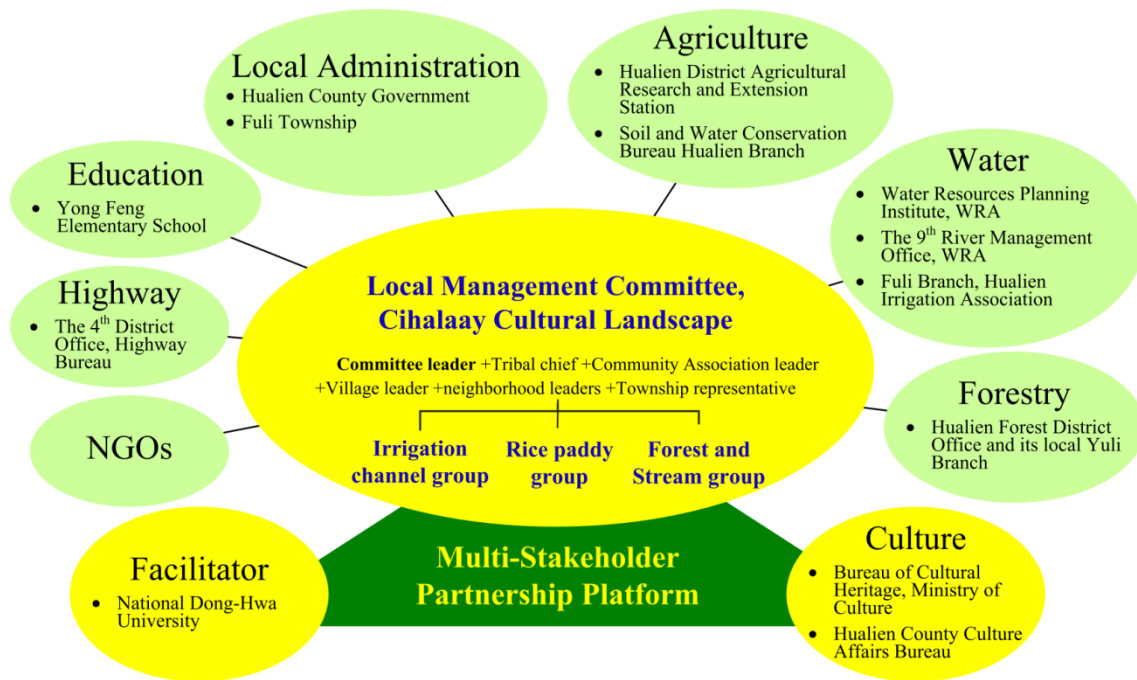 Local Administration
• Hualien County Government
• Fuli Township
Agriculture
• Hualien District Agricultural
Research and Extension
Station
• Soil and Water Conservation
Bureau Hualien Branch
Education
• Yong Feng
Elementary School
Water
• Water Resources Planning
Institute, WRA
• The 9th River Management
Office, WRA
• Fuli Branch, Hualien
Irrigation Association
Highway
• The 4th District
Office, Highway
Bureau
Local Management Committee,
Cihalaay Cultural Landscape
Committee leader +Tribal chief +Community Association leader
+Village leader +neighborhood leaders +Township representative
Irrigation
channel group
Rice paddy
group
Forest and
Stream group
Forestry
• Hualien Forest District
Office and its local Yuli
Branch
NGOs
Facilitator
• National Dong-Hwa
University
Multi-Stakeholder
Partnership Platform
Culture
• Bureau of Cultural
Heritage, Ministry of
Culture
• Hualien County Culture
Affairs Bureau